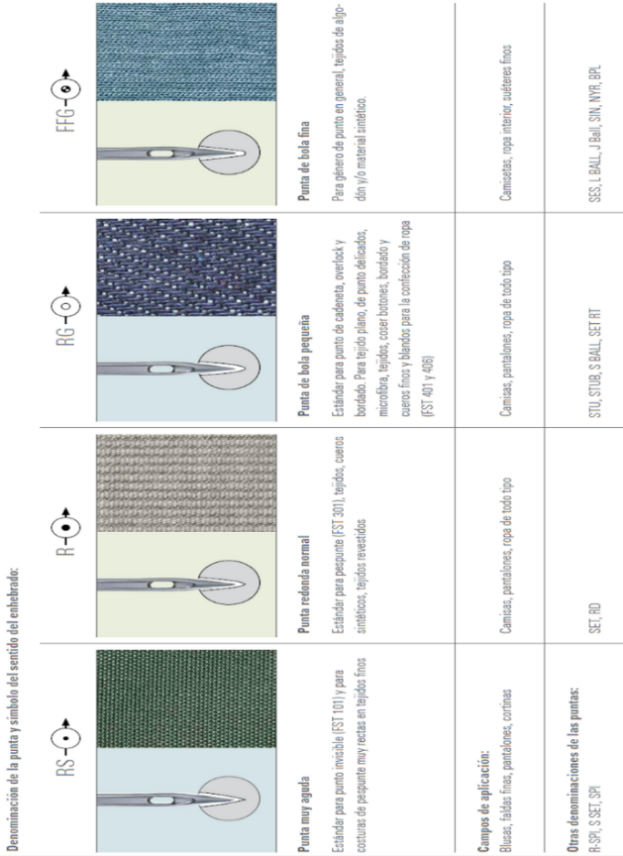 Denominación de la punta y símbolo del sentido del enhebrado:
RS
R
RG
FFG
Punta muy aguda
Estándar para punto invisible (FST 101) y para
costuras de pespunte muy rectas en tejidos finos
Punta redonda normal
Estándar para pespunte (FST 301), tejidos, cueros
sintéticos, tejidos revestidos
Punta de bola pequeña
Estándar para punto de cadeneta, overlock y
bordado. Para tejido plano, de punto delicados,
microfibra, tejidos, coser botones, bordado y
cueros finos y blandos para la confección de ropa
(FST 401 y 406)
Punta de bola fina
Para género de punto en general, tejidos de algo-
dón y/o material sintético.
Campos de aplicación:
Blusas, faldas finas, pantalones, cortinas
Camisas, pantalones, ropa de todo tipo
Camisas, pantalones, ropa de todo tipo
Camisetas, ropa interior, suéteres finos
Otras denominaciones de las puntas:
R-SPI, S SET, SPI
SET, RD
STU, STUB, S BALL, SET RT
SES, L BALL, J Ball, SIN, NYR, BPL